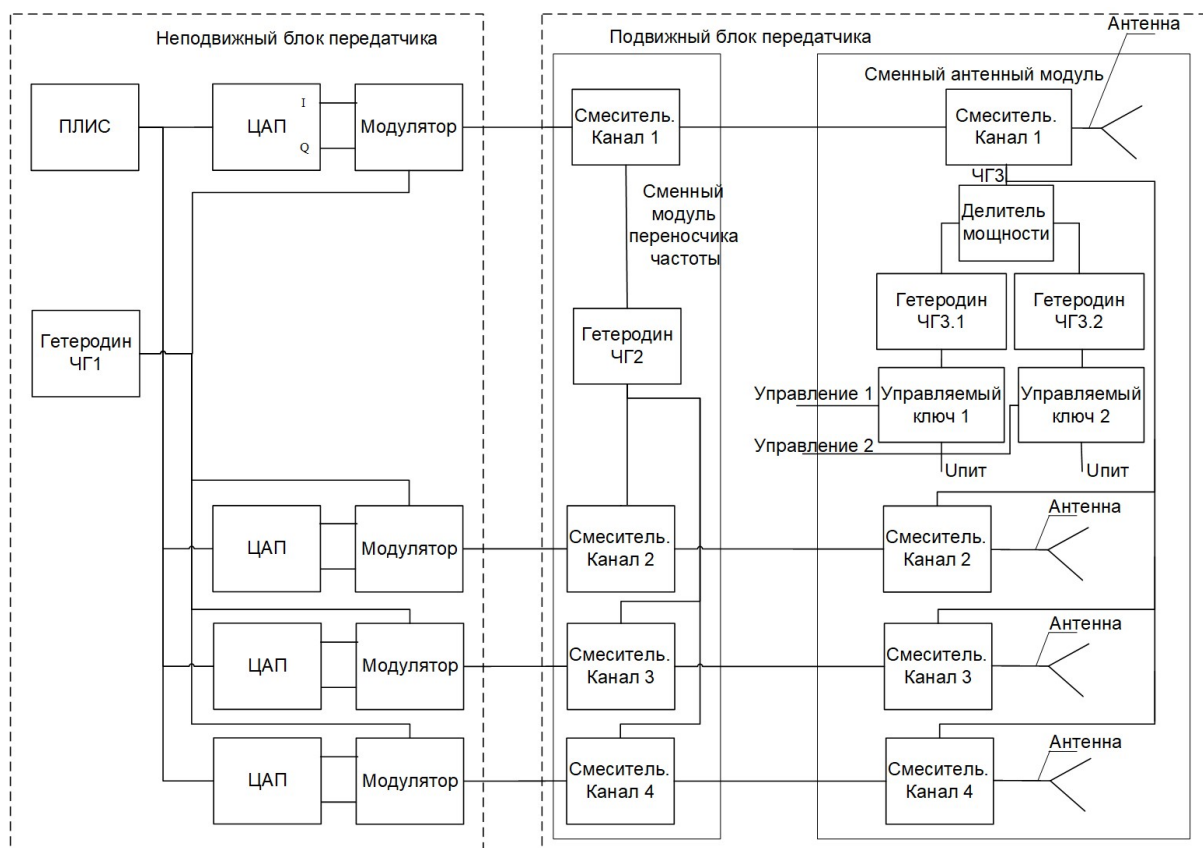 Неподвижный блок передатчика
Подвижный блок передатчика
Антенна
Сменный антенный модуль
ПЛИС
ЦАП
I
Q
Модулятор
Смеситель.
Канал 1
Смеситель.
Канал 1
Сменный
модуль
переносчика
частоты
ЧГ3
Делитель
мощности
Гетеродин
ЧГ1
Гетеродин
ЧГ2
Гетеродин
ЧГ3.1
Гетеродин
ЧГ3.2
Управление 1
Управляемый
ключ 1
Управляемый
ключ 2
Управление 2
Uпит
Uпит
ЦАП
Модулятор
Смеситель.
Канал 2
Смеситель.
Канал 2
Антенна
ЦАП
Модулятор
Смеситель.
Канал 3
Смеситель.
Канал 3
Антенна
ЦАП
Модулятор
Смеситель.
Канал 4
Смеситель.
Канал 4
Антенна